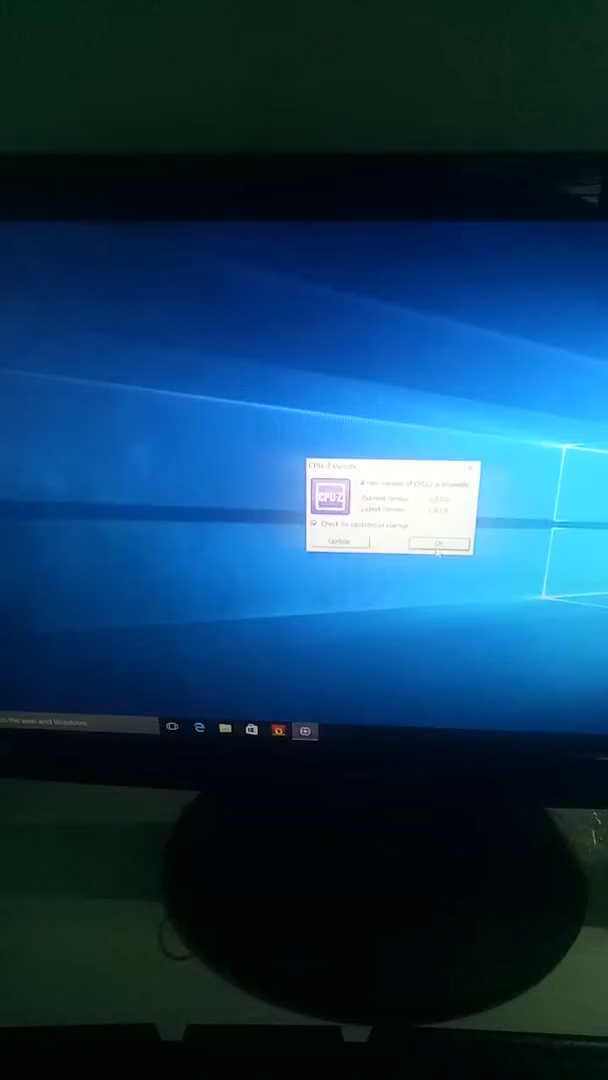 CPU-Z Update
A new version of CPU-Z is available
CPU-Z
Current version
Latest version
Check for updates at startup
Update
OK
the web and Windows